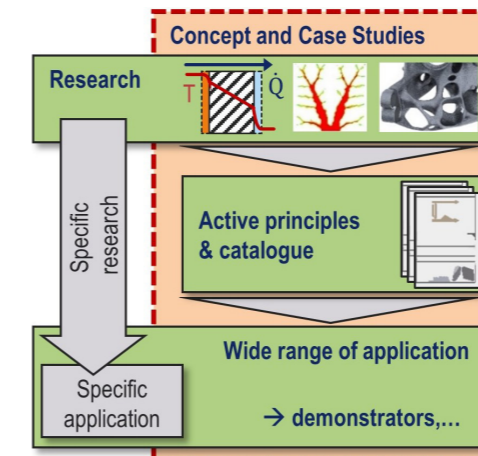 Concept and Case Studies
Research
T
Q̇
Specific
research
Active principles
& catalogue
Wide range of application
Specific
application
→ demonstrators,...